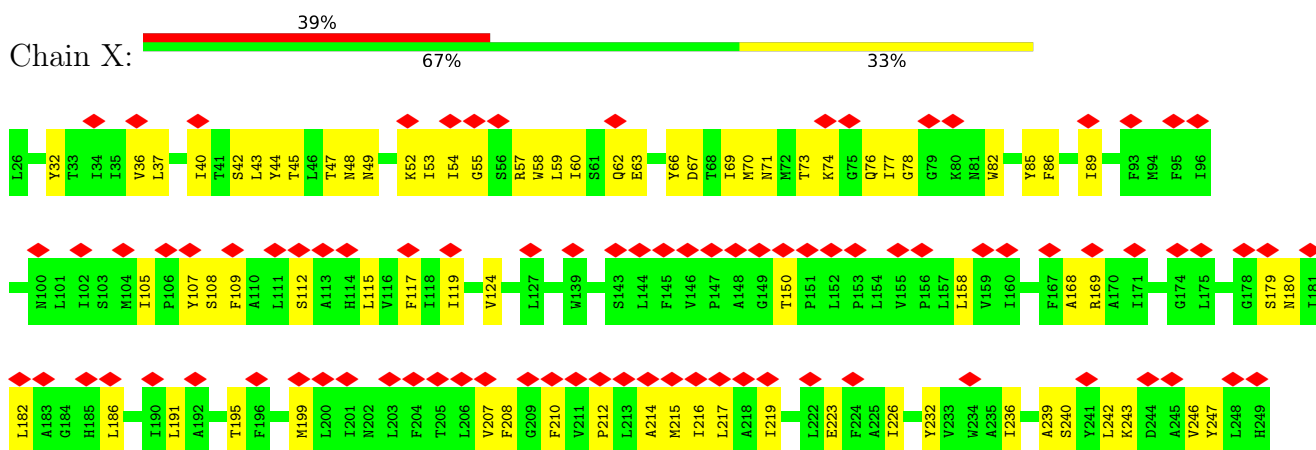 39%
Chain X:
67% 33%
L26 Y32 T33 I34 I35 V36 L37 I40 T41 S42 L43 Y44 T45 L46 T47 N48 N49 K52 I53 I54 G55 S56 R57 W58 L59 I60 S61 Q62 E63 Y66 D67 T68 I69 M70 N71 M72 T73 K74 G75 Q76 I77 G78 G79 K80 N81 W82 Y85 F86 I89 F93 M94 F95 I96
N100 L101 I102 S103 M104 I105 P106 Y107 S108 F109 A110 L111 S112 A113 H114 L115 V116 F117 I118 I119 V124 L127 W139 S143 L144 F145 V146 P147 A148 G149 T150 P151 L152 P153 L154 V155 P156 L157 L158 V159 I160 F167 A168 R169 A170 I171 G174 L175 G178 S179 N180 I181
L182 A183 G184 H185 L186 I190 L191 A192 T195 F196 M199 L200 I201 N202 L203 F204 T205 L206 V207 F208 G209 F210 V211 P212 L213 A214 M215 I216 L217 A218 I219 L222 E223 F224 A225 I226 Y232 V233 W234 A235 I236 A239 S240 Y241 L242 K243 D244 A245 V246 Y247 L248 H249